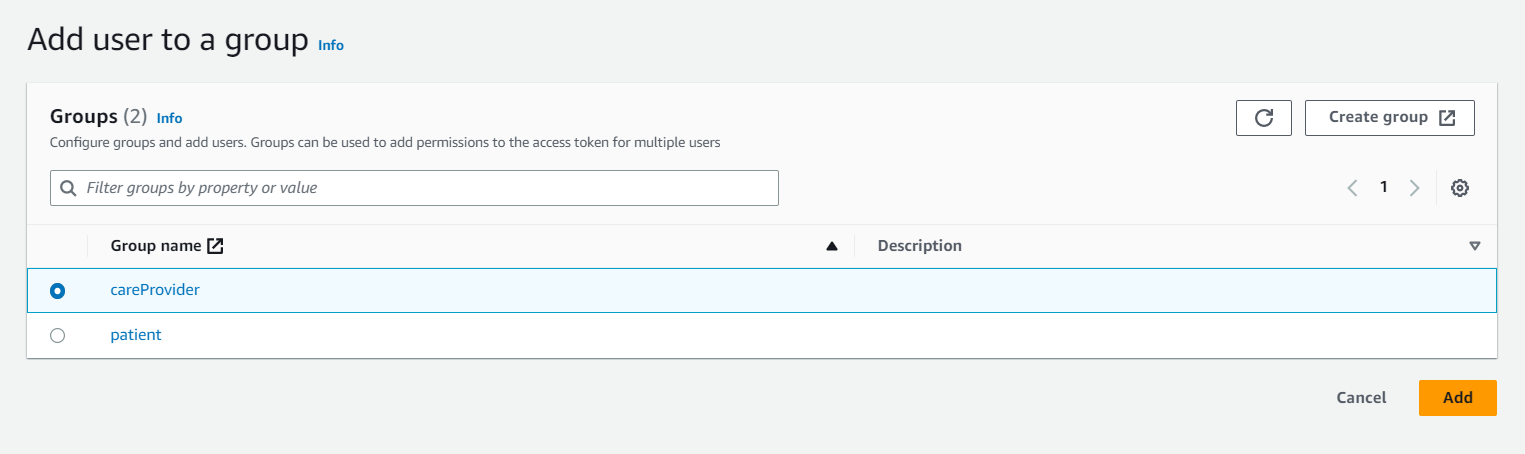 Add user to a group Info
Groups (2) Info
Create group
Configure groups and add users. Groups can be used to add permissions to the access token for multiple users
Filter groups by property or value
1
Group name
Description
careProvider
patient
Cancel
Add